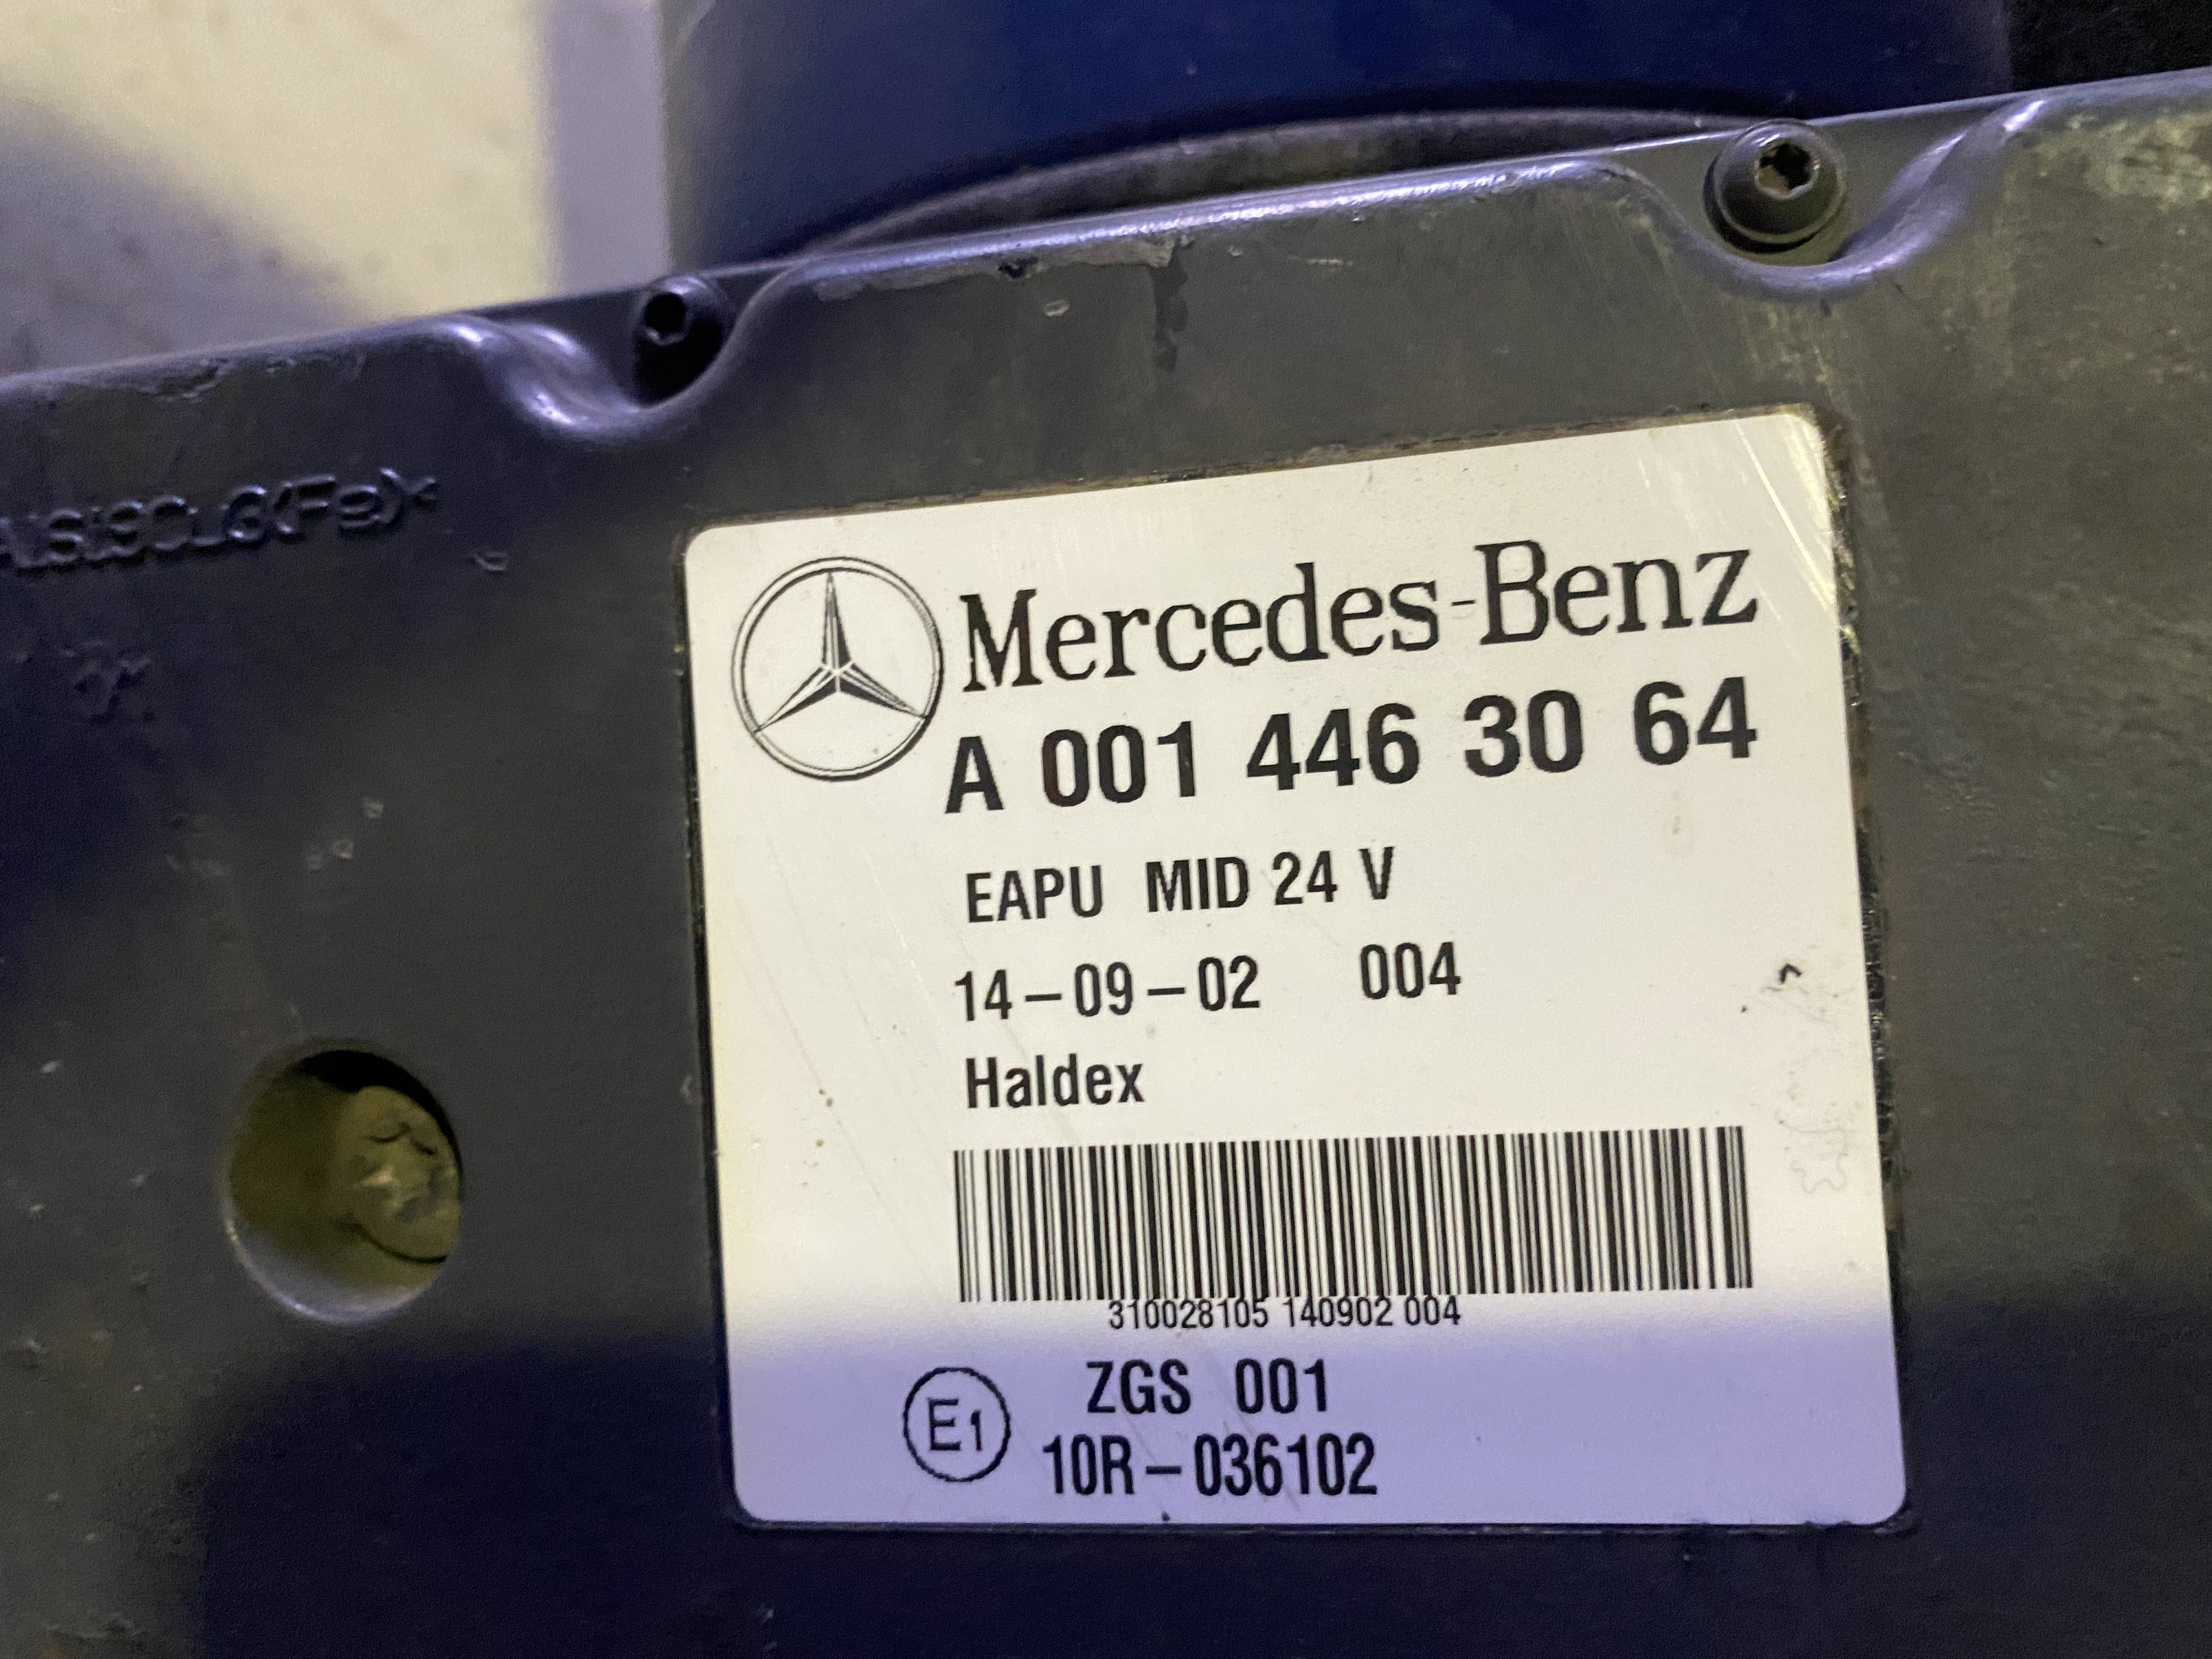 Mercedes-Benz
A 001 446 30 64
EAPU MID 24 V
14-09-02 004
Haldex
310028105 140902 004
E1
ZGS 001
10R-036102